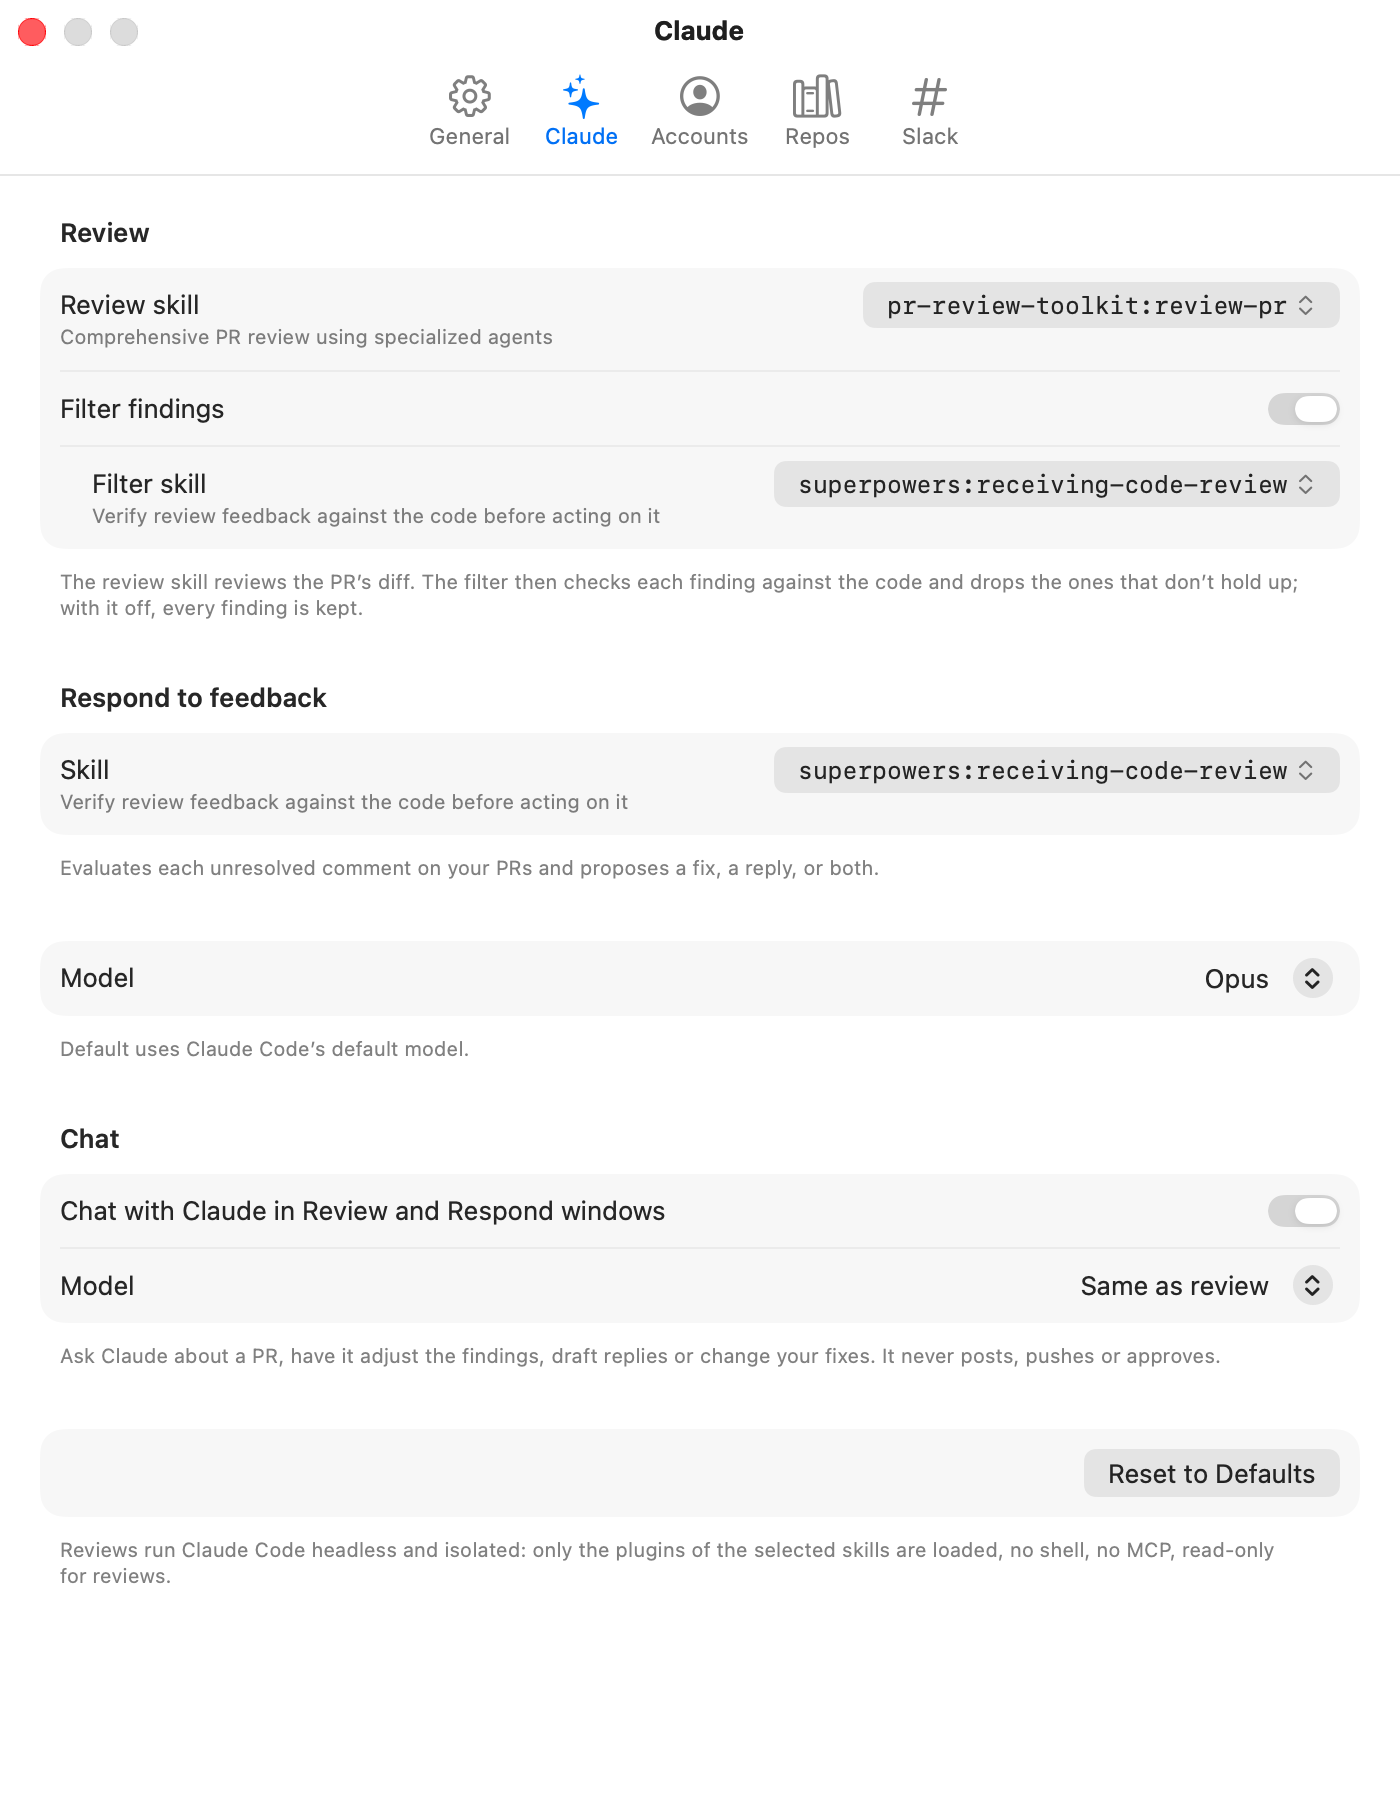 Claude
General
Claude
Accounts
Repos
Slack
Review
Review skill
pr-review-toolkit:review-pr
Comprehensive PR review using specialized agents
Filter findings
Filter skill
superpowers:receiving-code-review
Verify review feedback against the code before acting on it
The review skill reviews the PR’s diff. The filter then checks each finding against the code and drops the ones that don’t hold up;
with it off, every finding is kept.
Respond to feedback
Skill
superpowers:receiving-code-review
Verify review feedback against the code before acting on it
Evaluates each unresolved comment on your PRs and proposes a fix, a reply, or both.
Model
Opus
Default uses Claude Code’s default model.
Chat
Chat with Claude in Review and Respond windows
Model
Same as review
Ask Claude about a PR, have it adjust the findings, draft replies or change your fixes. It never posts, pushes or approves.
Reset to Defaults
Reviews run Claude Code headless and isolated: only the plugins of the selected skills are loaded, no shell, no MCP, read-only
for reviews.